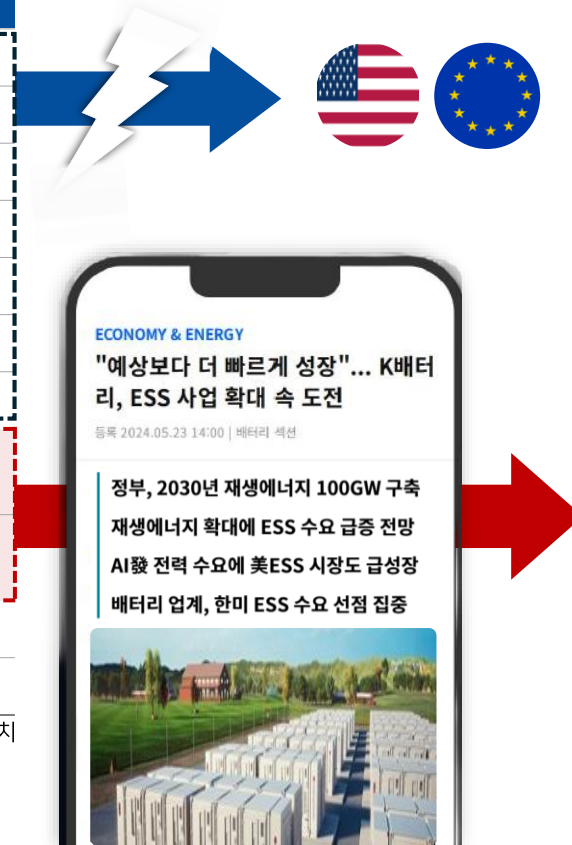 ECONOMY & ENERGY
"예상보다 더 빠르게 성장"... K배터
리, ESS 사업 확대 속 도전
등록 2024.05.23 14:00 | 배터리 섹션
정부, 2030년 재생에너지 100GW 구축
재생에너지 확대에 ESS 수요 급증 전망
AI發 전력 수요에 美ESS 시장도 급성장
배터리 업계, 한미 ESS 수요 선점 집중
치